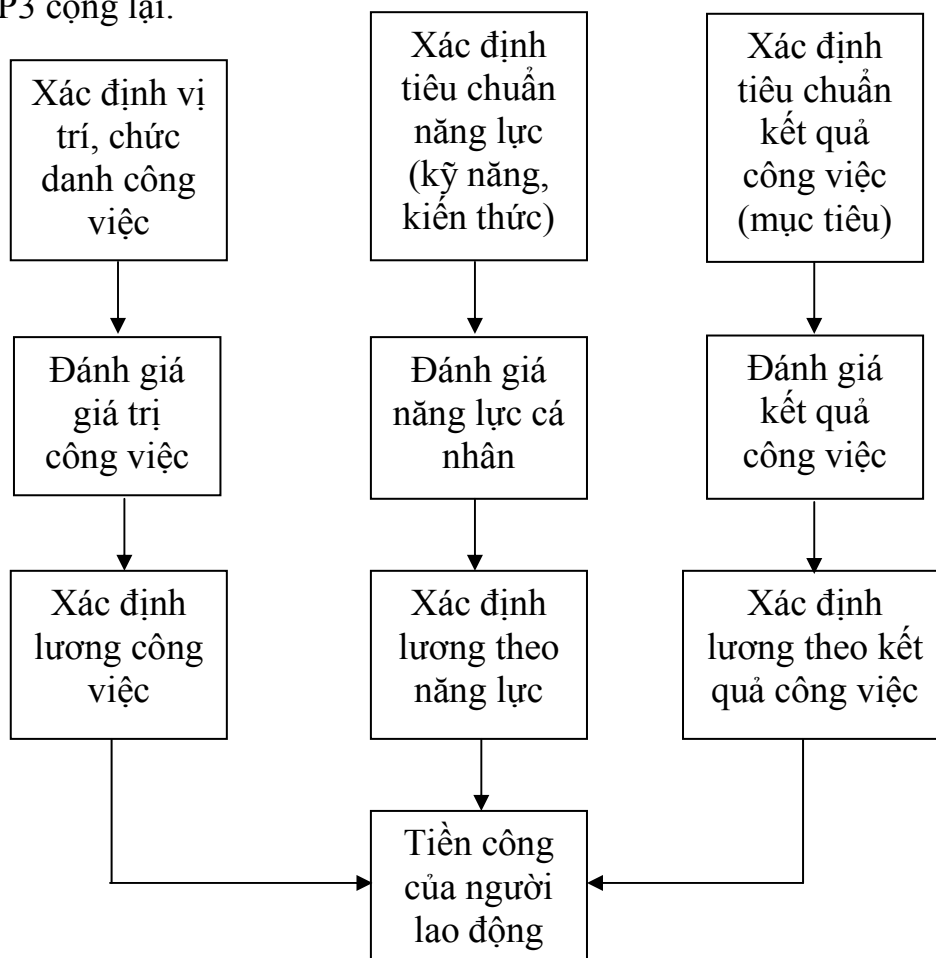 P3 cộng lại.
Xác định vị
trí, chức
danh công
việc
Xác định
tiêu chuẩn
năng lực
(kỹ năng,
kiến thức)
Xác định
tiêu chuẩn
kết quả
công việc
(mục tiêu)
Đánh giá
giá trị
công việc
Đánh giá
năng lực cá
nhân
Đánh giá
kết quả
công việc
Xác định
lương công
việc
Xác định
lương theo
năng lực
Xác định
lương theo kết
quả công việc
Tiền công
của người
lao động